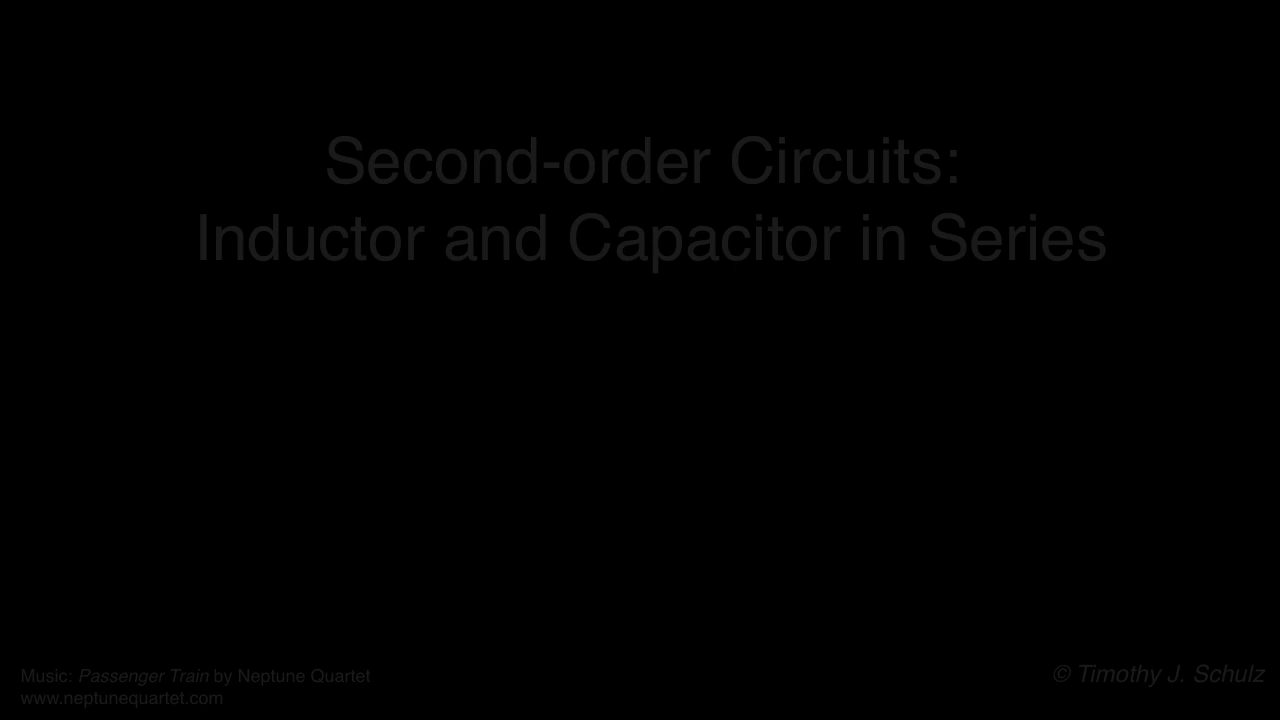 Second-order Circuits:
Inductor and Capacitor in Series
Music: Passenger Train by Neptune Quartet
www.neptunequartet.com
© Timothy J. Schulz